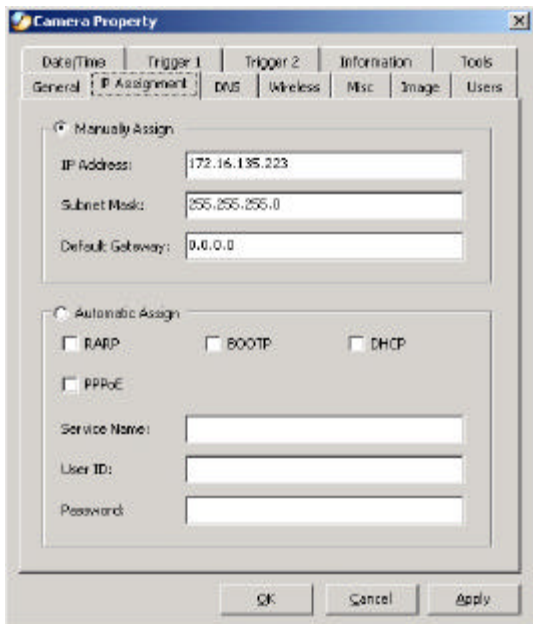 Camera Property
Date/Time Trigger 1 Trigger 2 Information Tools
General IP Assignment DNS Wireless Misc Image Users
Manually Assign
IP Address: 172.16.135.223
Subnet Mask: 255.255.255.0
Default Gateway: 0.0.0.0
Automatic Assign
RARP BOOTP DHCP
PPPoE
Service Name:
User ID:
Password:
OK Cancel Apply